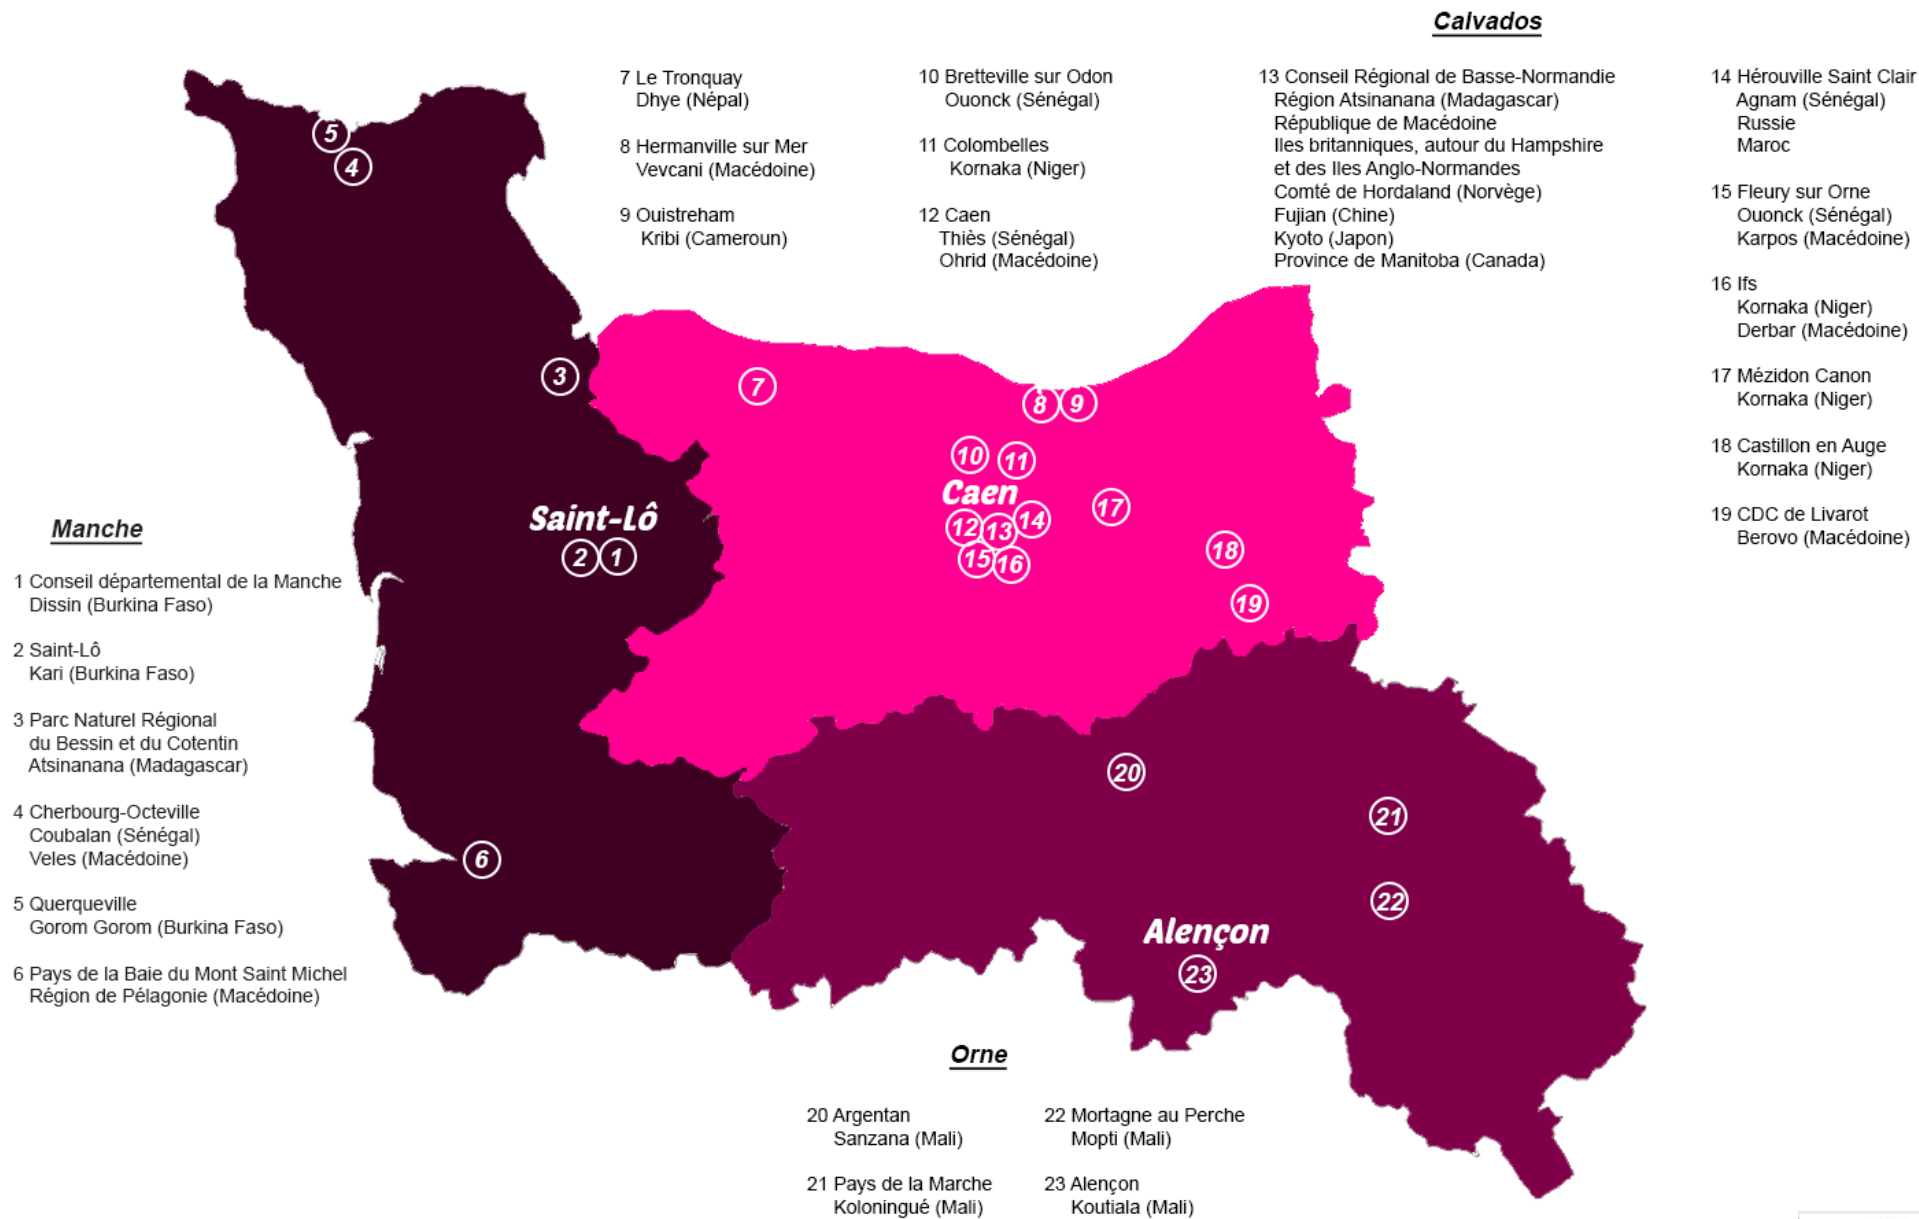 Calvados
7 Le Tronquay
Dhye (Népal)
8 Hermanville sur Mer
Vevcani (Macédoine)
9 Ouistreham
Kribi (Cameroun)
10 Bretteville sur Odon
Ouonck (Sénégal)
11 Colombelles
Kornaka (Niger)
12 Caen
Thiès (Sénégal)
Ohrid (Macédoine)
13 Conseil Régional de Basse-Normandie
Région Atsinanana (Madagascar)
République de Macédoine
Iles britanniques, autour du Hampshire
et des Iles Anglo-Normandes
Comté de Hordaland (Norvège)
Fujian (Chine)
Kyoto (Japon)
Province de Manitoba (Canada)
14 Hérouville Saint Clair
Agnam (Sénégal)
Russie
Maroc
15 Fleury sur Orne
Ouonck (Sénégal)
Karpos (Macédoine)
16 Ifs
Kornaka (Niger)
Derbar (Macédoine)
17 Mézidon Canon
Kornaka (Niger)
18 Castillon en Auge
Kornaka (Niger)
19 CDC de Livarot
Berovo (Macédoine)
5
4
3
7
8
9
10
11
Caen
12
13
14
15
16
17
18
19
Saint-Lô
2
1
6
20
21
22
Alençon
23
Manche
1 Conseil départemental de la Manche
Dissin (Burkina Faso)
2 Saint-Lô
Kari (Burkina Faso)
3 Parc Naturel Régional
du Bessin et du Cotentin
Atsinanana (Madagascar)
4 Cherbourg-Octeville
Coubalan (Sénégal)
Veles (Macédoine)
5 Querqueville
Gorom Gorom (Burkina Faso)
6 Pays de la Baie du Mont Saint Michel
Région de Pélagonie (Macédoine)
Orne
20 Argentan
Sanzana (Mali)
21 Pays de la Marche
Koloningué (Mali)
22 Mortagne au Perche
Mopti (Mali)
23 Alençon
Koutiala (Mali)